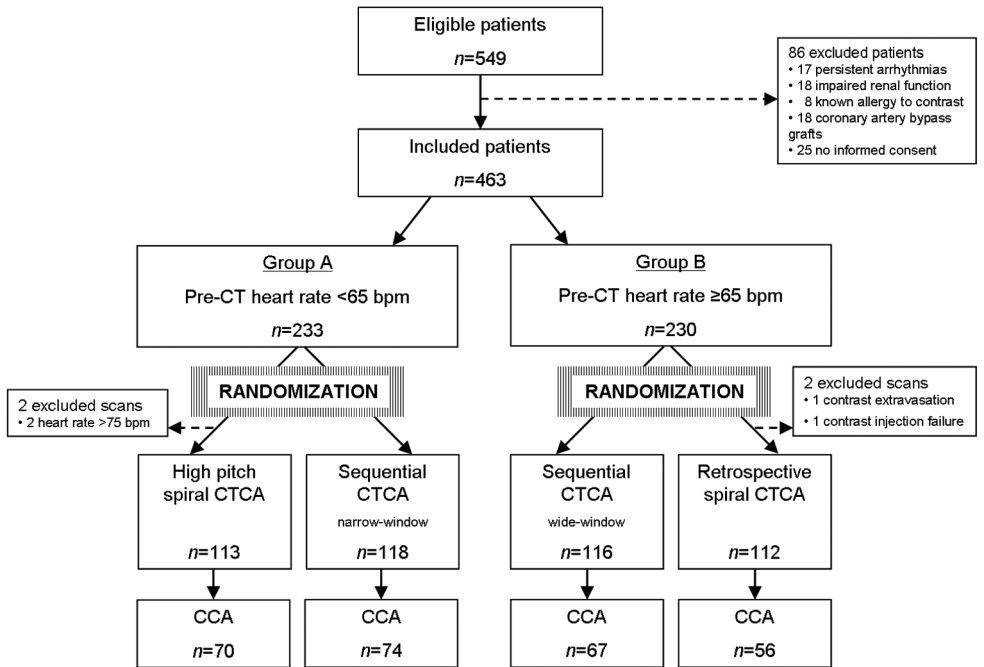 Eligible patients
n=549
86 excluded patients
• 17 persistent arrhythmias
• 18 impaired renal function
• 8 known allergy to contrast
• 18 coronary artery bypass
grafts
• 25 no informed consent
Included patients
n=463
Group A
Pre-CT heart rate <65 bpm
n=233
Group B
Pre-CT heart rate ≥65 bpm
n=230
RANDOMIZATION
RANDOMIZATION
2 excluded scans
• 2 heart rate >75 bpm
2 excluded scans
• 1 contrast extravasation
• 1 contrast injection failure
High pitch
spiral CTCA
n=113
Sequential
CTCA
narrow-window
n=118
Sequential
CTCA
wide-window
n=116
Retrospective
spiral CTCA
n=112
CCA
n=70
CCA
n=74
CCA
n=67
CCA
n=56